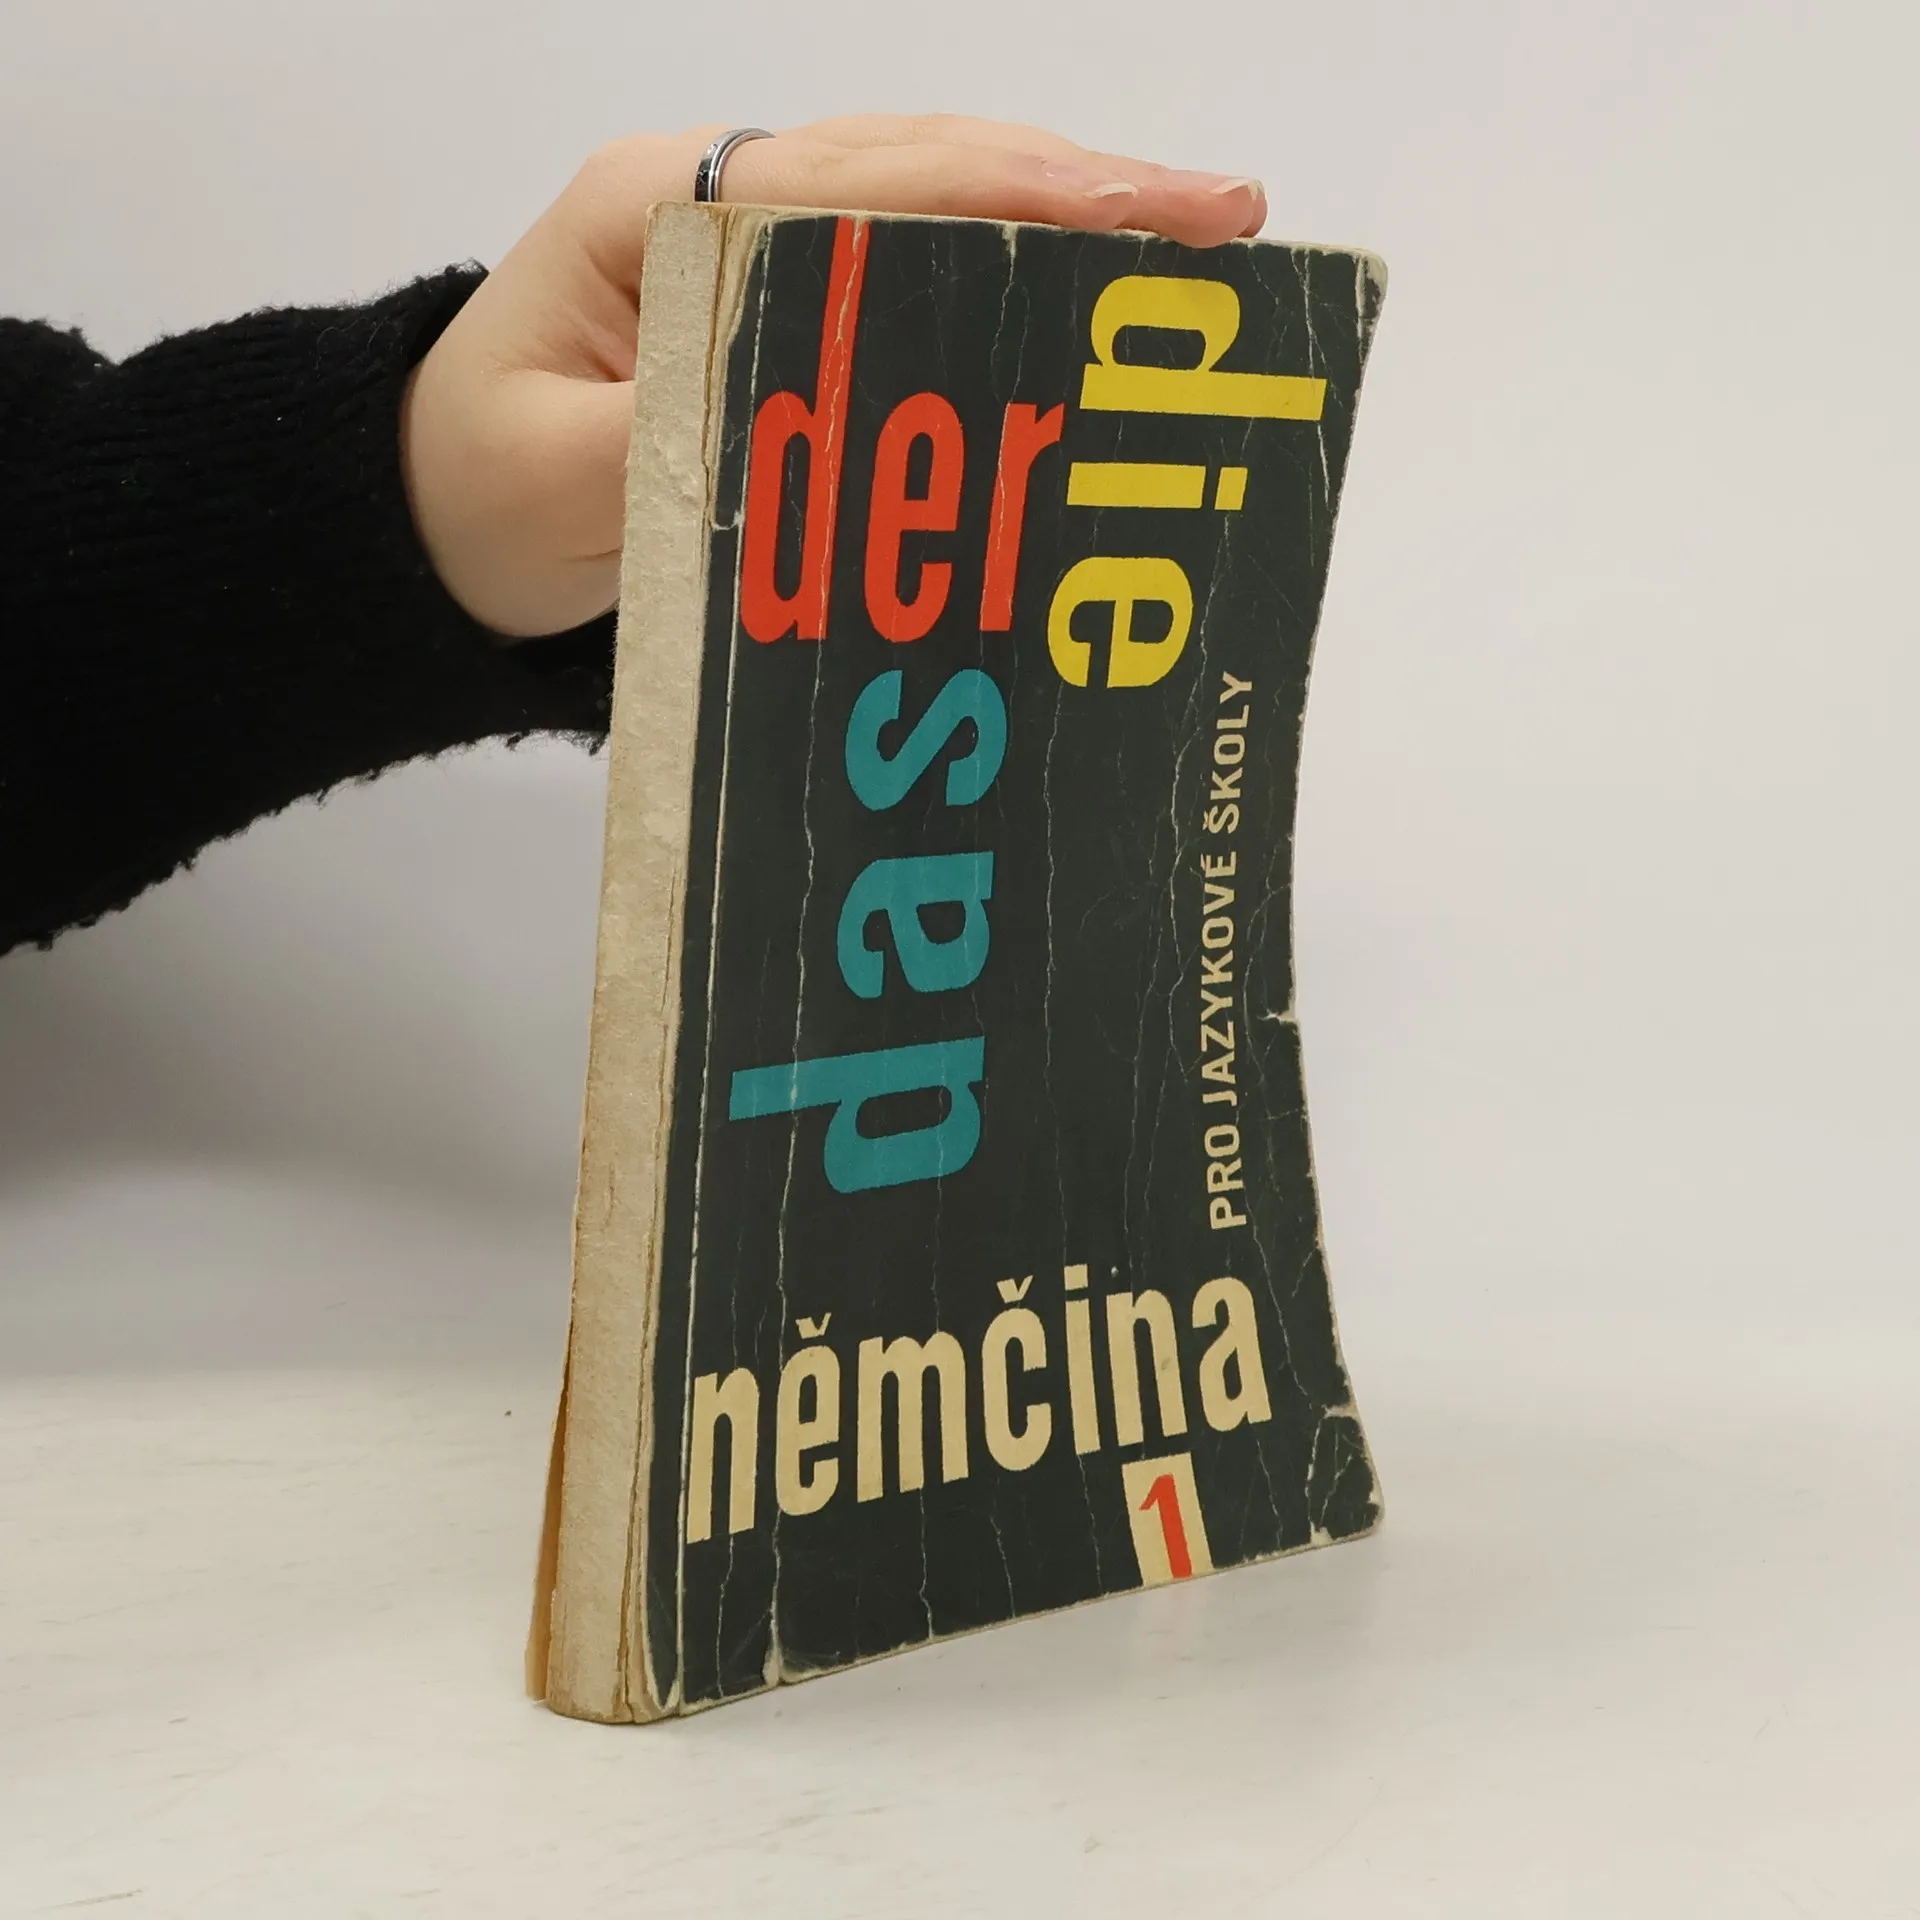 der
die
das
PRO JAZYKOVÉ ŠKOLY
němčina
1